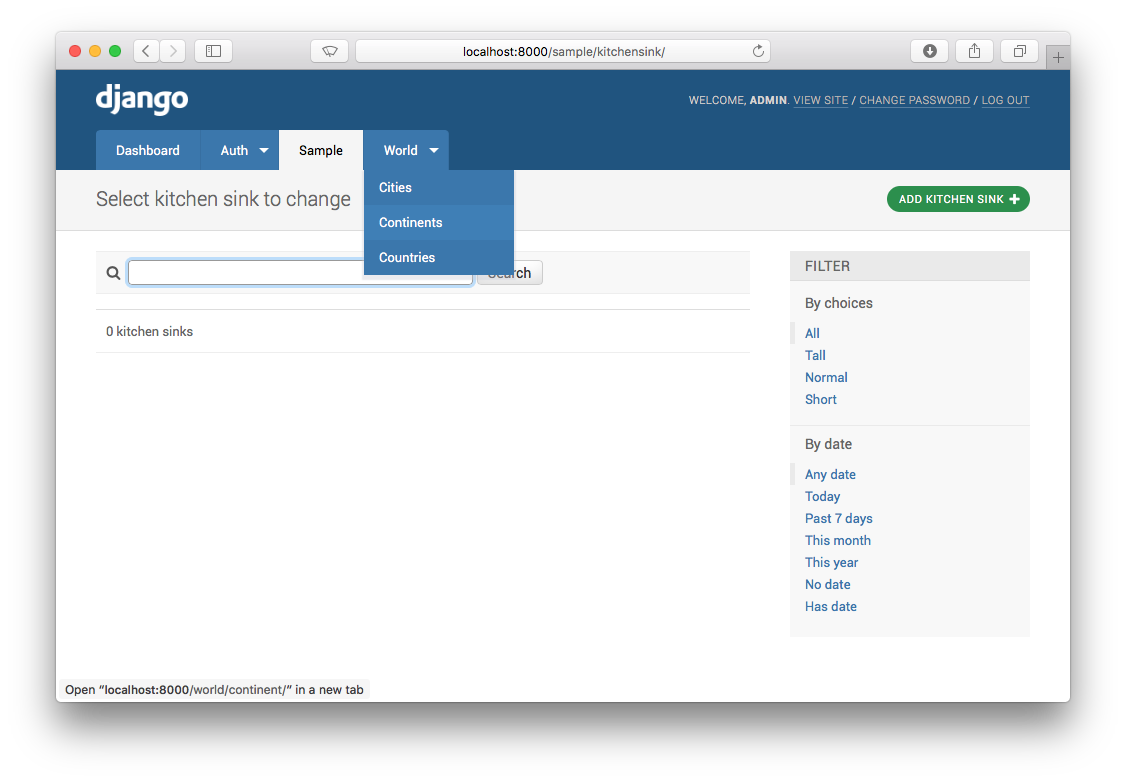 localhost:8000/sample/kitchensink/
django
WELCOME, ADMIN. VIEW SITE / CHANGE PASSWORD / LOG OUT
Dashboard Auth Sample World
Select kitchen sink to change
Cities
Continents
Countries
ADD KITCHEN SINK
Search
0 kitchen sinks
FILTER
By choices
All
Tall
Normal
Short
By date
Any date
Today
Past 7 days
This month
This year
No date
Has date
Open “localhost:8000/world/continent/” in a new tab